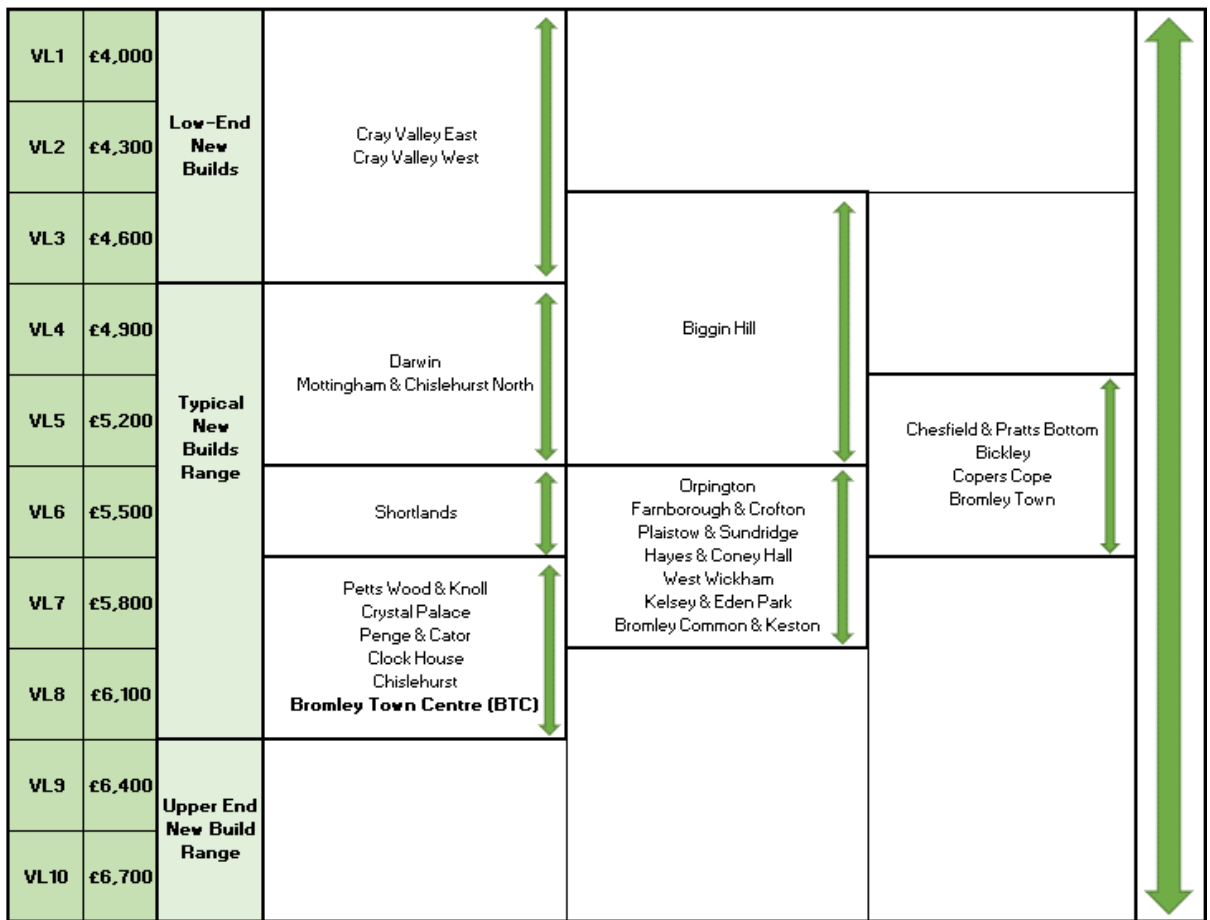 VL1 £4,000
VL2 £4,300
VL3 £4,600
VL4 £4,900
VL5 £5,200
VL6 £5,500
VL7 £5,800
VL8 £6,100
VL9 £6,400
VL10 £6,700
Low-End
New
Builds
Typical
New
Builds
Range
Upper End
New Build
Range
Cray Valley East
Cray Valley West
Darwin
Mottingham & Chislehurst North
Shortlands
Petts Wood & Knoll
Crystal Palace
Penge & Cator
Clock House
Chislehurst
Bromley Town Centre (BTC)
Biggin Hill
Orpington
Farnborough & Crofton
Plaistow & Sundridge
Hayes & Coney Hall
West Wickham
Kelsey & Eden Park
Bromley Common & Keston
Chesfield & Pratts Bottom
Bickley
Copers Cope
Bromley Town